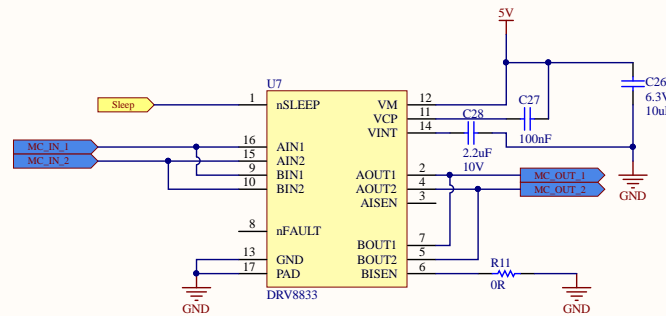 5V
U7
Sleep
1
nSLEEP
VM
12
VCP
11
VINT
14
C28
2.2uF
10V
C27
100nF
C26
6.3V
10u
MC_IN_1
MC_IN_2
16
AIN1
15
AIN2
9
BIN1
10
BIN2
AOUT1
2
AOUT2
4
AISEN
3
MC_OUT_1
MC_OUT_2
GND
8
nFAULT
BOUT1
7
BOUT2
5
BISEN
6
13
GND
17
PAD
R11
0R
DRV8833
GND
GND